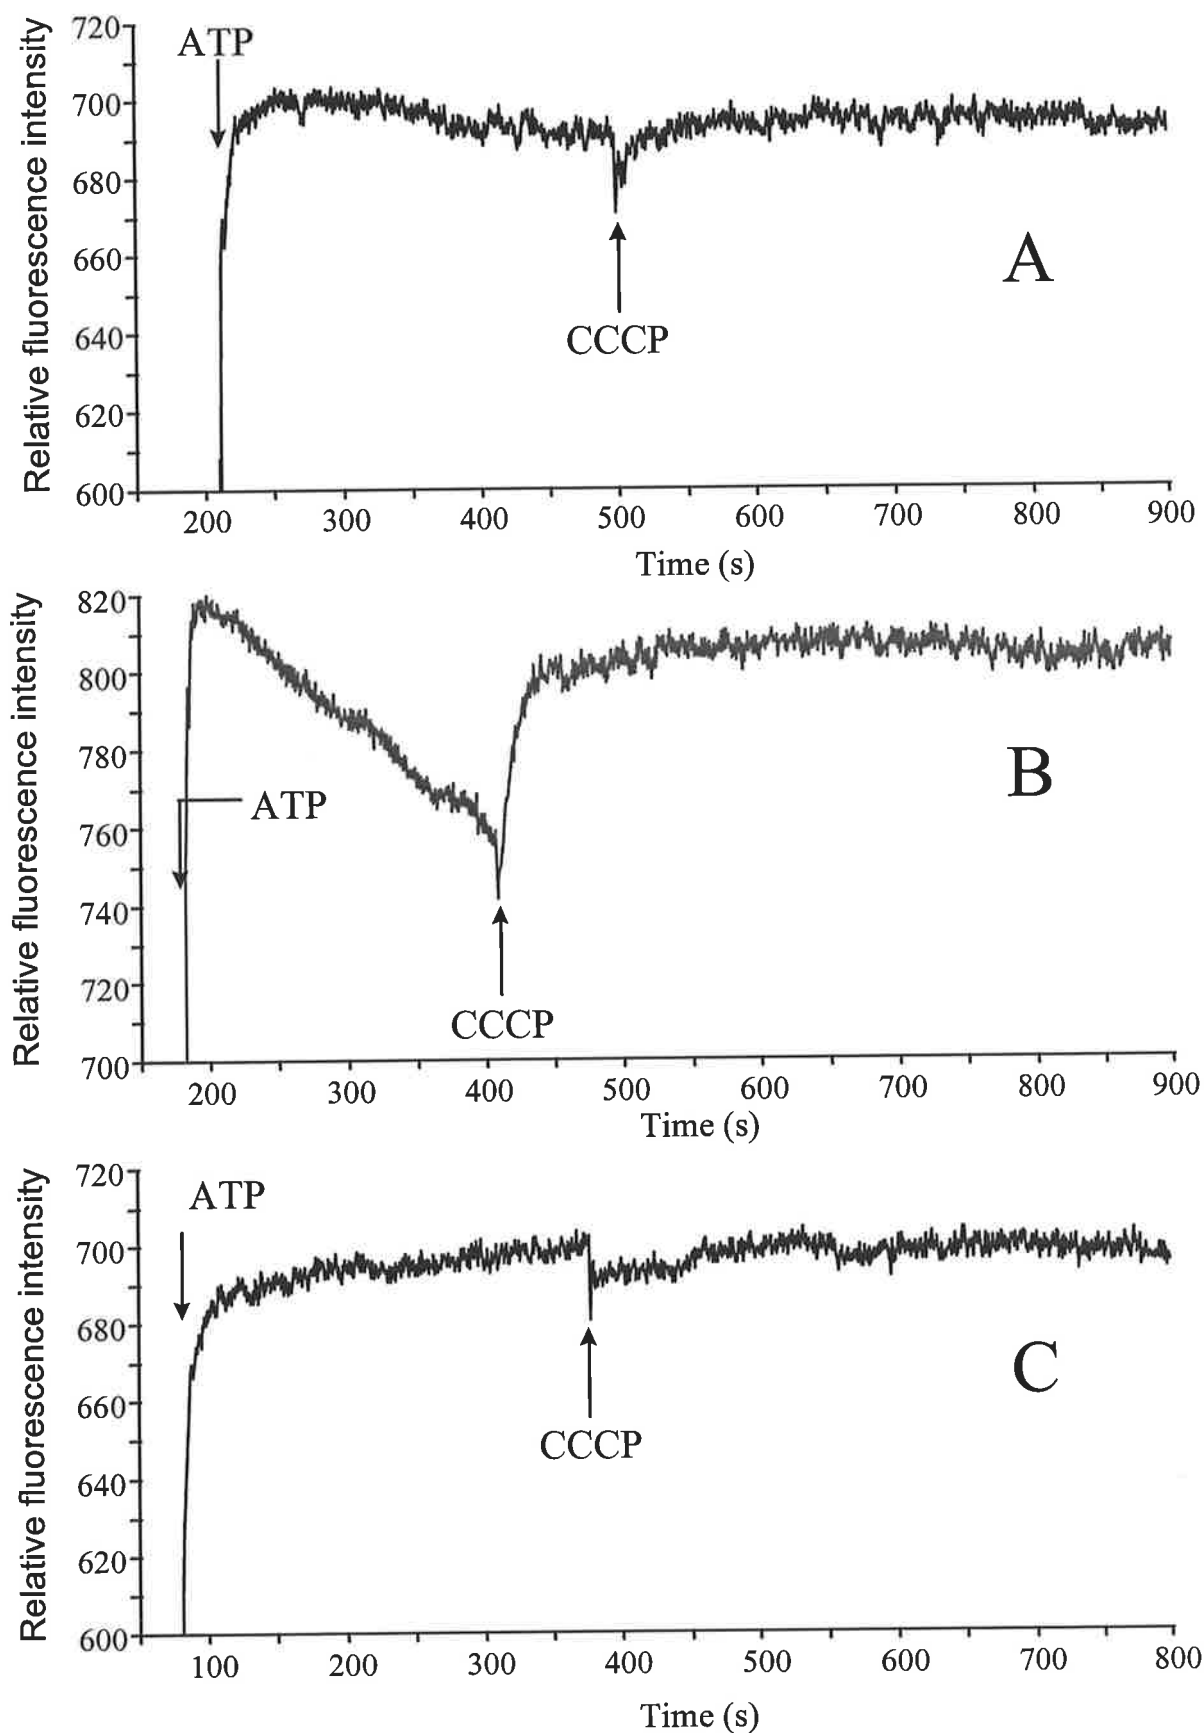 Relative fluorescence intensity
720
700
680
660
640
620
600
ATP
CCCP
A
200 300 400 500 600 700 800 900
Time (s)
Relative fluorescence intensity
820
800
780
760
740
720
700
ATP
CCCP
B
200 300 400 500 600 700 800 900
Time (s)
Relative fluorescence intensity
720
700
680
660
640
620
600
ATP
CCCP
C
100 200 300 400 500 600 700 800
Time (s)